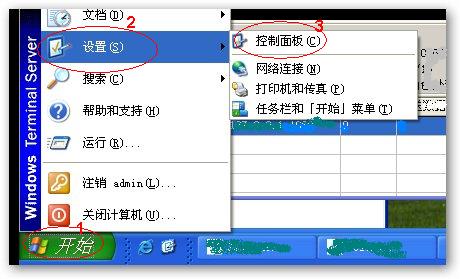 Windows Terminal Server
文档(D)
2
设置(S)
搜索(C)
帮助和支持(H)
运行(R)...
注销 admin(L)...
关闭计算机(U)...
3
控制面板(C)
网络连接(N)
打印机和传真(P)
任务栏和「开始」菜单(T)
1
开始